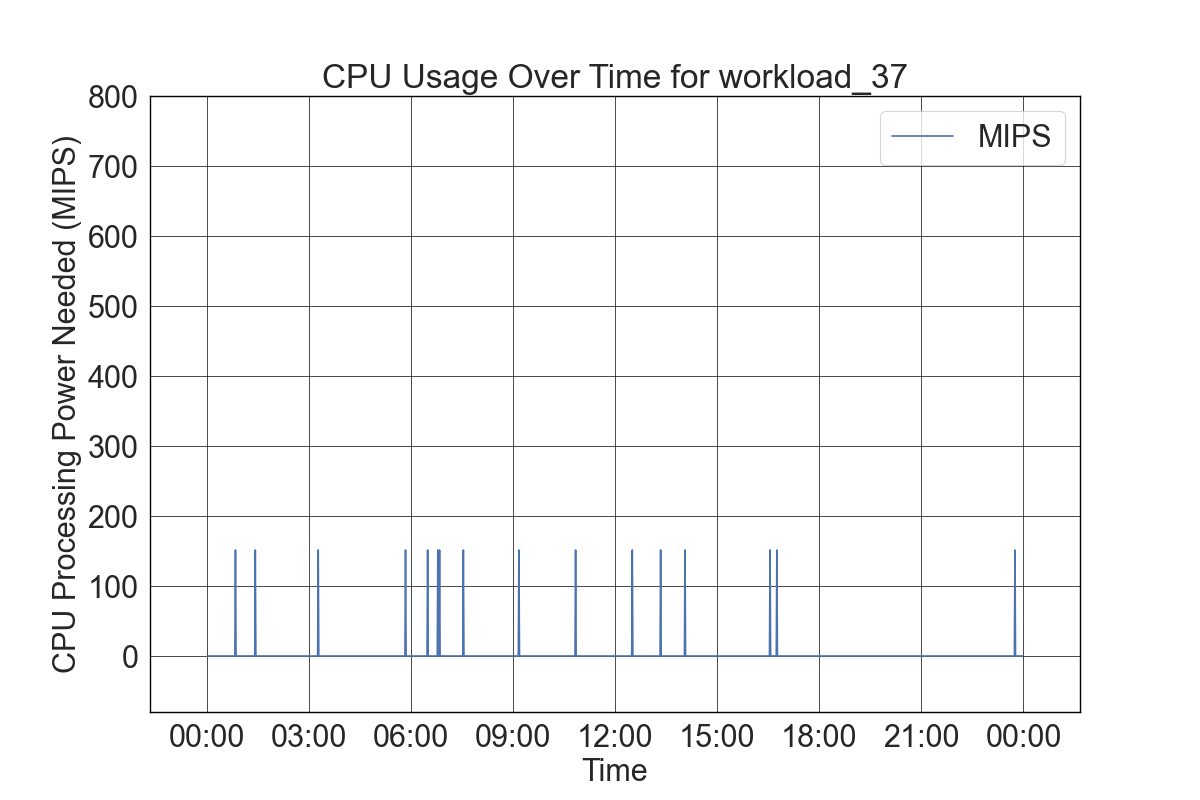 CPU Usage Over Time for workload_37
MIPS
CPU Processing Power Needed (MIPS)
800
700
600
500
400
300
200
100
0
00:00 03:00 06:00 09:00 12:00 15:00 18:00 21:00 00:00
Time